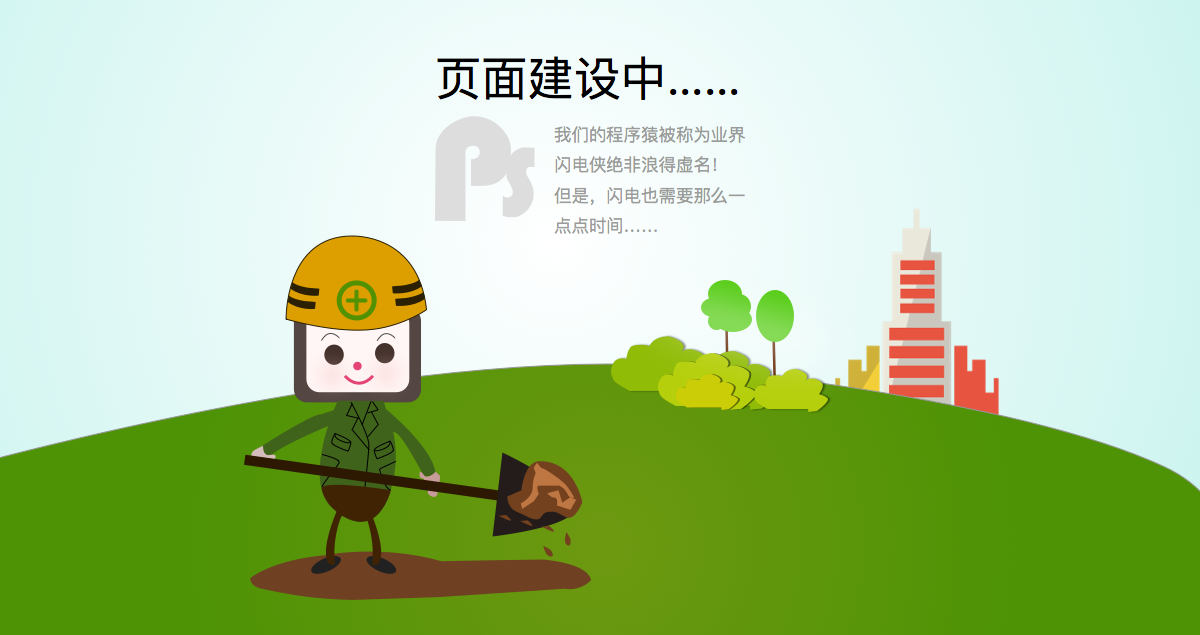 页面建设中……
Ps
我们的程序猿被称为业界
闪电侠绝非浪得虚名!
但是，闪电也需要那么一
点点时间……